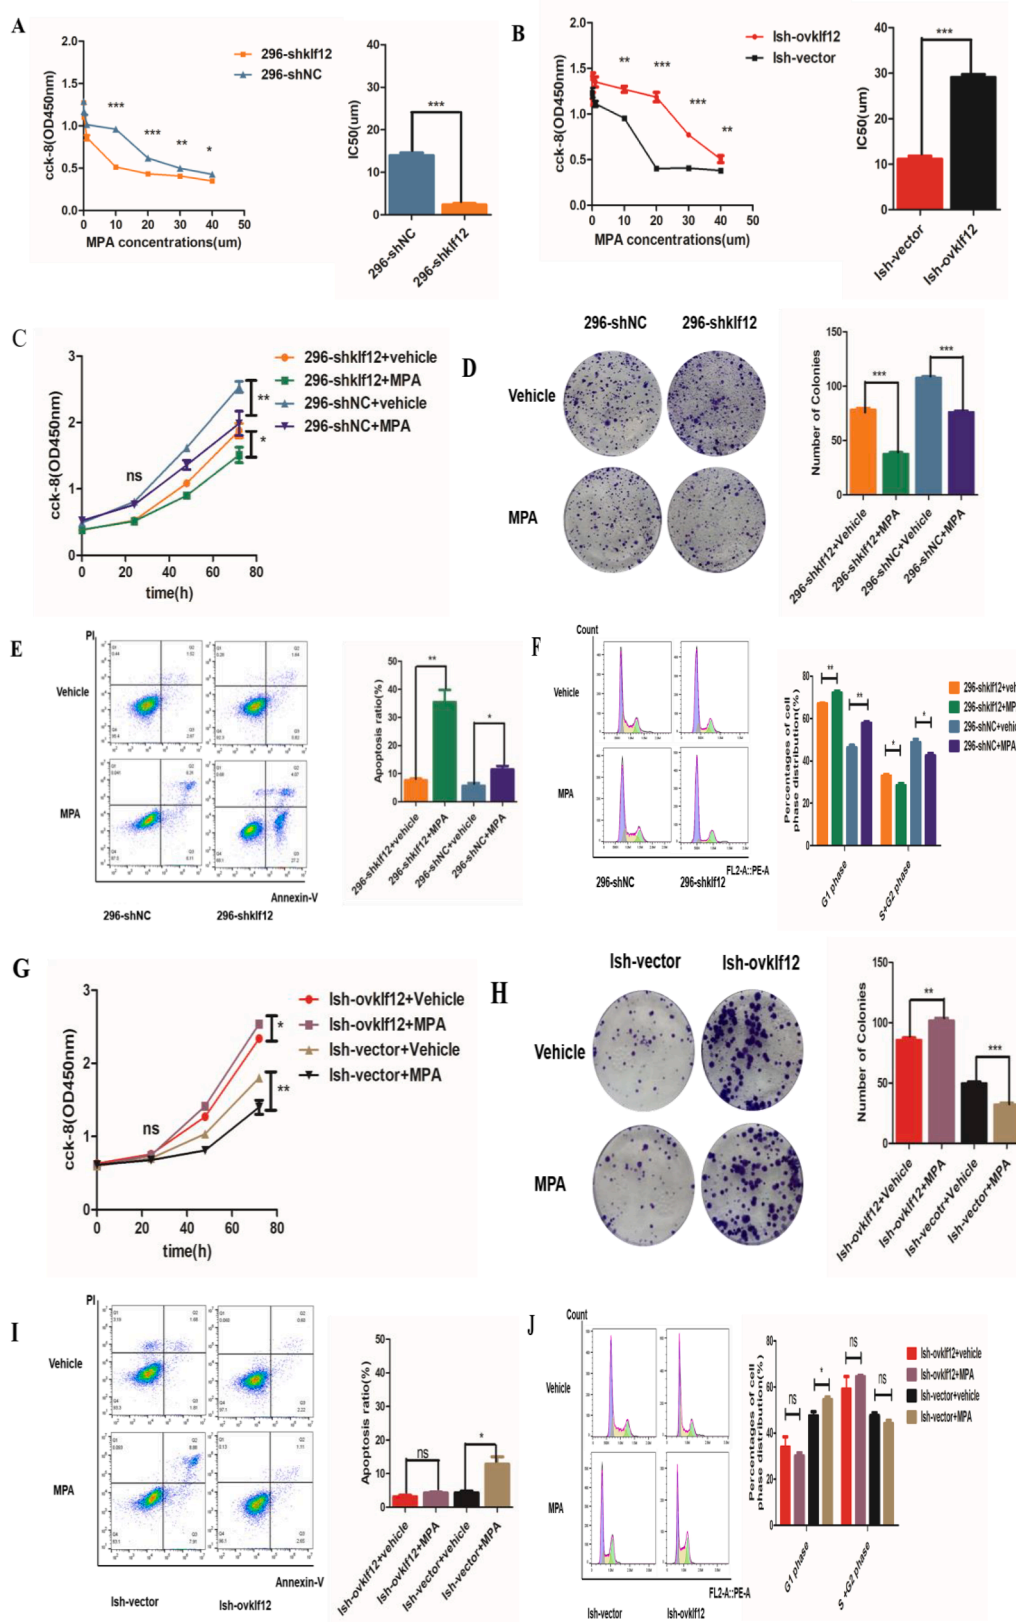 A
2.0
1.5
1.0
0.5
0.0
cck-8(OD450nm)
0 10 20 30 40 50
MPA concentrations(um)
296-shklf12
296-shNC
***
***
**
*
40
30
20
10
0
IC50(um)
***
296-shNC
296-shklf12
B
2.0
1.5
1.0
0.5
0.0
cck-8(OD450nm)
0 10 20 30 40 50
MPA concentrations(um)
Ish-ovklf12
Ish-vector
**
***
***
**
40
30
20
10
0
IC50(um)
***
Ish-vector
Ish-ovklf12
C
3
2
1
0
cck-8(OD450nm)
0 20 40 60 80
time(h)
ns
**
*
296-shklf12+vehicle
296-shklf12+MPA
296-shNC+vehicle
296-shNC+MPA
D
296-shNC 296-shklf12
Vehicle
MPA
150
100
50
0
Number of Colonies
***
***
296-shklf12+Vehicle
296-shklf12+MPA
296-shNC+Vehicle
296-shNC+MPA
E
PI
Vehicle
MPA
Annexin-V
296-shNC 296-shklf12
50
40
30
20
10
0
Apoptosis ratio(%)
**
*
296-shklf12+vehicle
296-shklf12+MPA
296-shNC+vehicle
296-shNC+MPA
F
Count
Vehicle
MPA
FL2-A::PE-A
296-shNC 296-shklf12
80
60
40
20
0
Percentages of cell
phase distribution(%)
**
**
*
*
G1 phase
S+G2 phase
296-shklf12+veh
296-shklf12+MP
296-shNC+vehic
296-shNC+MPA
G
3
2
1
0
cck-8(OD450nm)
0 20 40 60 80
time(h)
ns
*
**
Ish-ovklf12+Vehicle
Ish-ovklf12+MPA
Ish-vector+Vehicle
Ish-vector+MPA
H
Ish-vector Ish-ovklf12
Vehicle
MPA
150
100
50
0
Number of Colonies
**
***
Ish-ovklf12+Vehicle
Ish-ovklf12+MPA
Ish-vecotr+Vehicle
Ish-vector+MPA
I
PI
Vehicle
MPA
Annexin-V
Ish-vector Ish-ovklf12
50
40
30
20
10
0
Apoptosis ratio(%)
ns
*
Ish-ovklf12+vehicle
Ish-ovklf12+MPA
Ish-vector+vehicle
Ish-vector+MPA
J
Count
Vehicle
MPA
FL2-A::PE-A
Ish-vector Ish-ovklf12
80
60
40
20
0
Percentages of cell
phase distribution(%)
ns
*
ns
ns
G1 phase
S +G2 phase
Ish-ovklf12+vehicle
Ish-ovklf12+MPA
Ish-vector+vehicle
Ish-vector+MPA